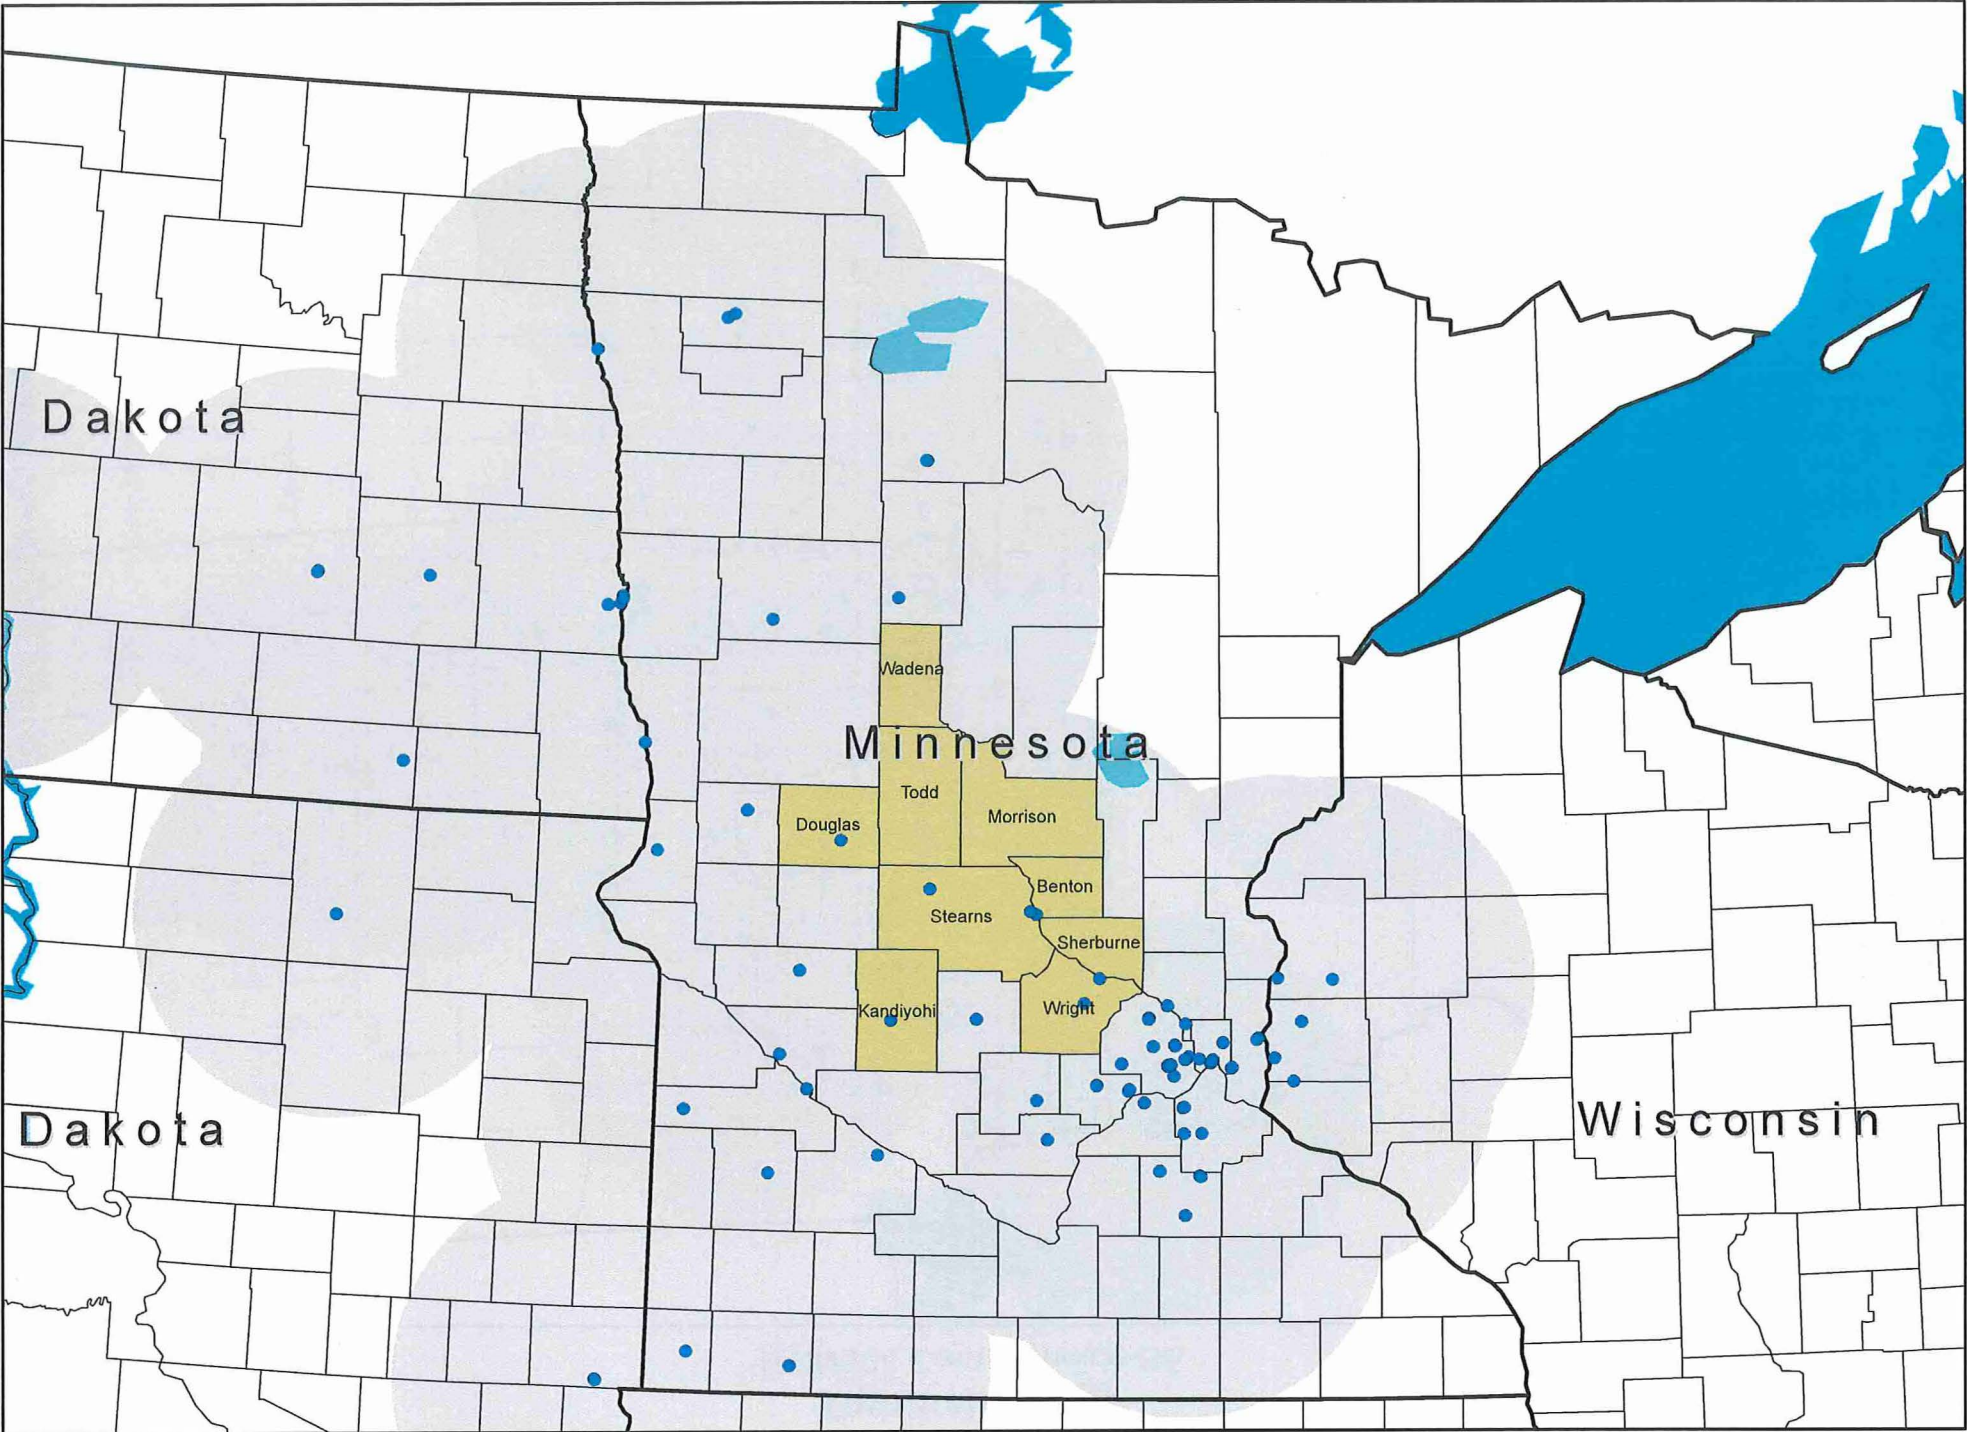 Dakota
Wadena
Minnesota
Todd
Douglas
Morrison
Benton
Stearns
Sherburne
Kandiyohi
Wright
Dakota
Wisconsin